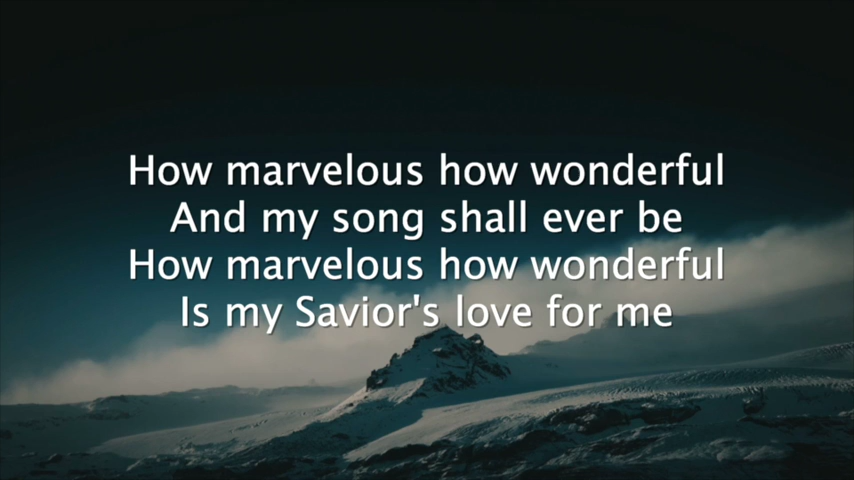 How marvelous how wonderful
And my song shall ever be
How marvelous how wonderful
Is my Savior's love for me